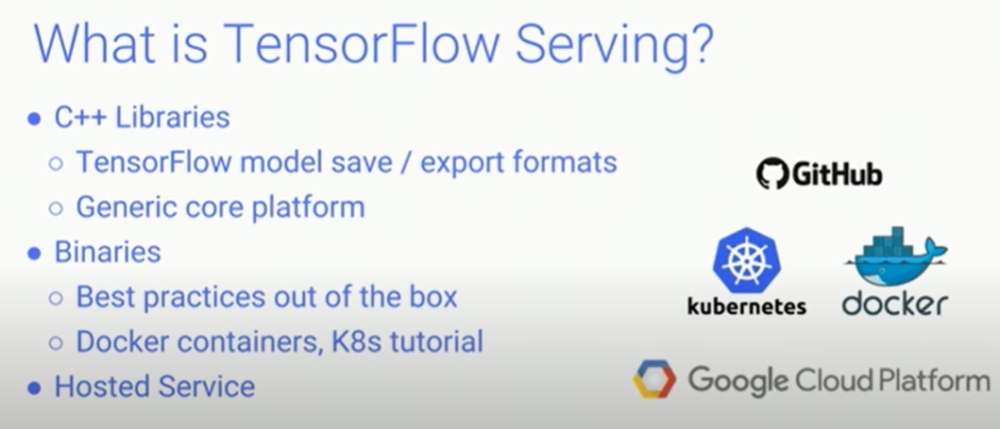 What is TensorFlow Serving?
● C++ Libraries
○ TensorFlow model save / export formats
○ Generic core platform
● Binaries
○ Best practices out of the box
○ Docker containers, K8s tutorial
● Hosted Service
GitHub
kubernetes
docker
Google Cloud Platform